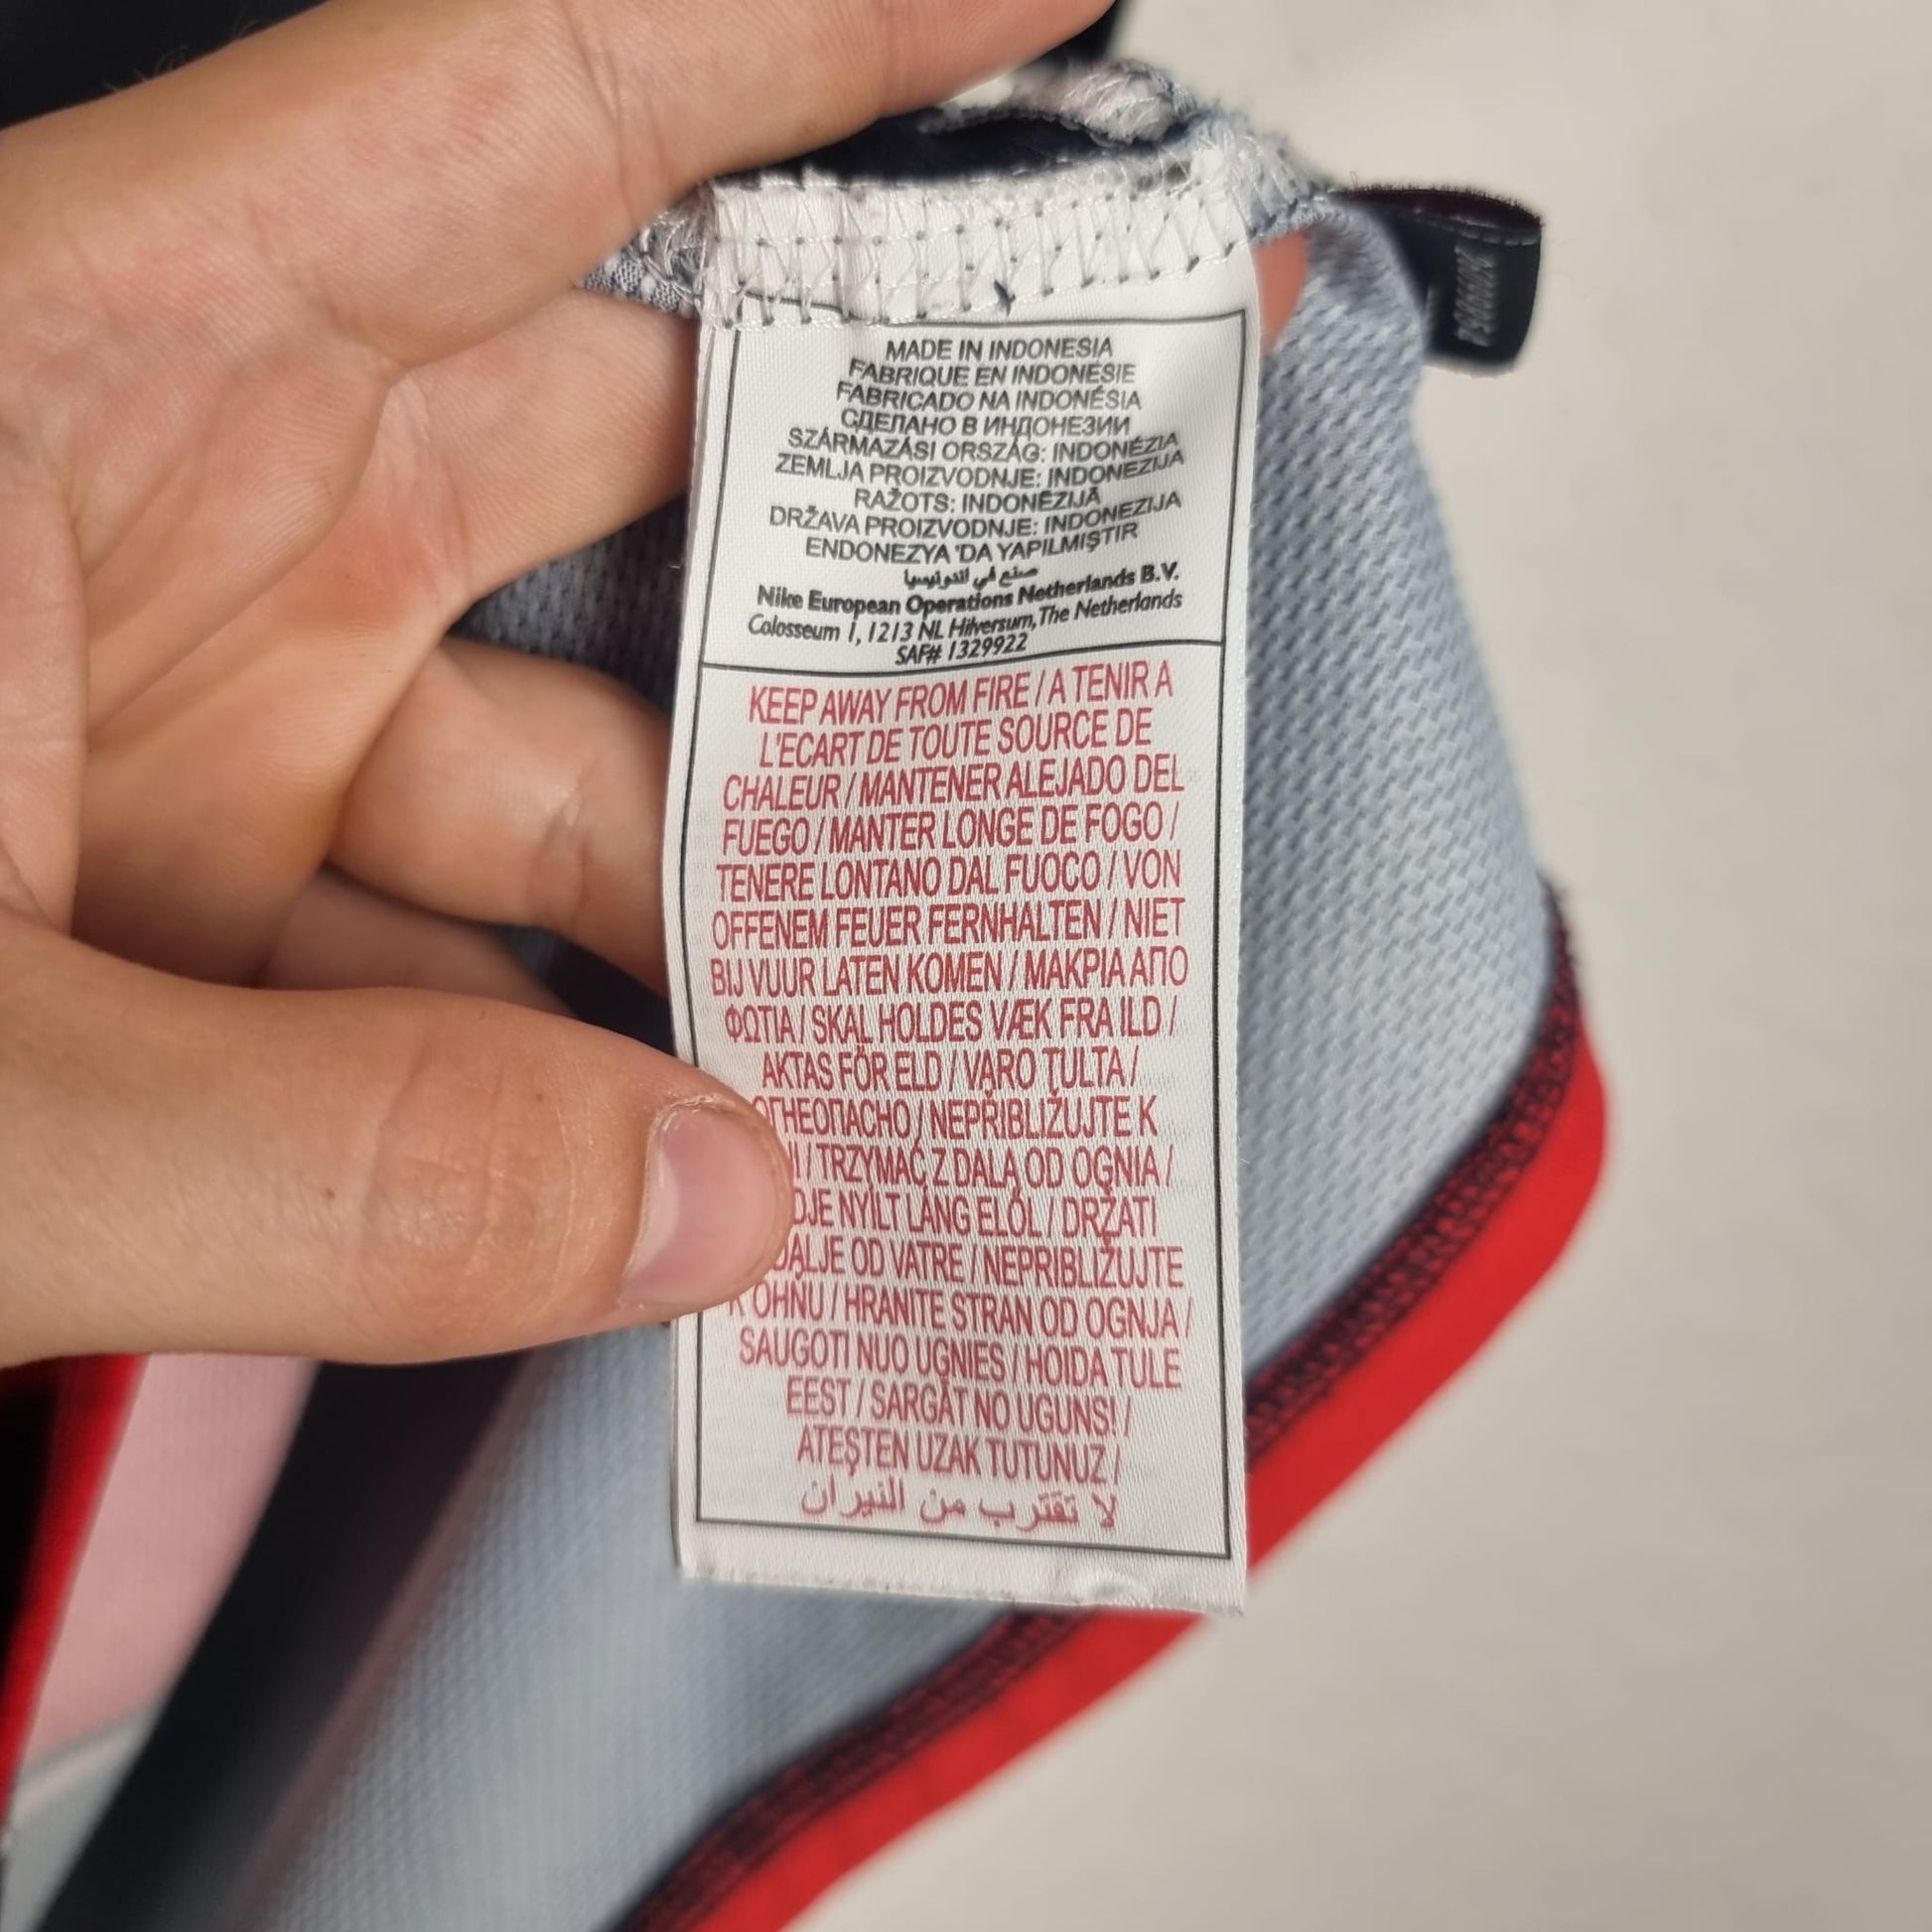 MADE IN INDONESIA
FABRIQUE EN INDONESIE
FABRICADO NA INDONÉSIA
СДЕЛАНО В ИНДОНЕЗИИ
SZÁRMAZÁSI ORSZÁG: INDONÉZIA
ZEMLJA PROIZVODNJE: INDONEZIJA
RAŽOTS: INDONĒZIJĀ
DRŽAVA PROIZVODNJE: INDONEZIJA
ENDONEZYA 'DA YAPILMIŞTIR
صنع في اندونيسيا
Nike European Operations Netherlands B.V.
Colosseum 1, 1213 NL Hilversum, The Netherlands
SAF# 1329922
KEEP AWAY FROM FIRE / A TENIR A
L'ECART DE TOUTE SOURCE DE
CHALEUR / MANTENER ALEJADO DEL
FUEGO / MANTER LONGE DE FOGO /
TENERE LONTANO DAL FUOCO / VON
OFFENEM FEUER FERNHALTEN / NIET
BIJ VUUR LATEN KOMEN / ΜΑΚΡΙΑ ΑΠΟ
ΦΩΤΙΑ / SKAL HOLDES VÆK FRA ILD /
AKTAS FÖR ELD / VARO TULTA /
ОГНЕОПАСНО / NEPŘIBLIŽUJTE K
/ TRZYMAĆ Z DALA OD OGNIA /
NYILT LÁNG ELŐL / DRŽATI
DALJE OD VATRE / NEPRIBLIŽUJTE
K OHŇU / HRANITE STRAN OD OGNJA /
SAUGOTI NUO UGNIES / HOIDA TULE
EEST / SARGĀT NO UGUNS! /
ATEŞTEN UZAK TUTUNUZ /
لا تقترب من النيران